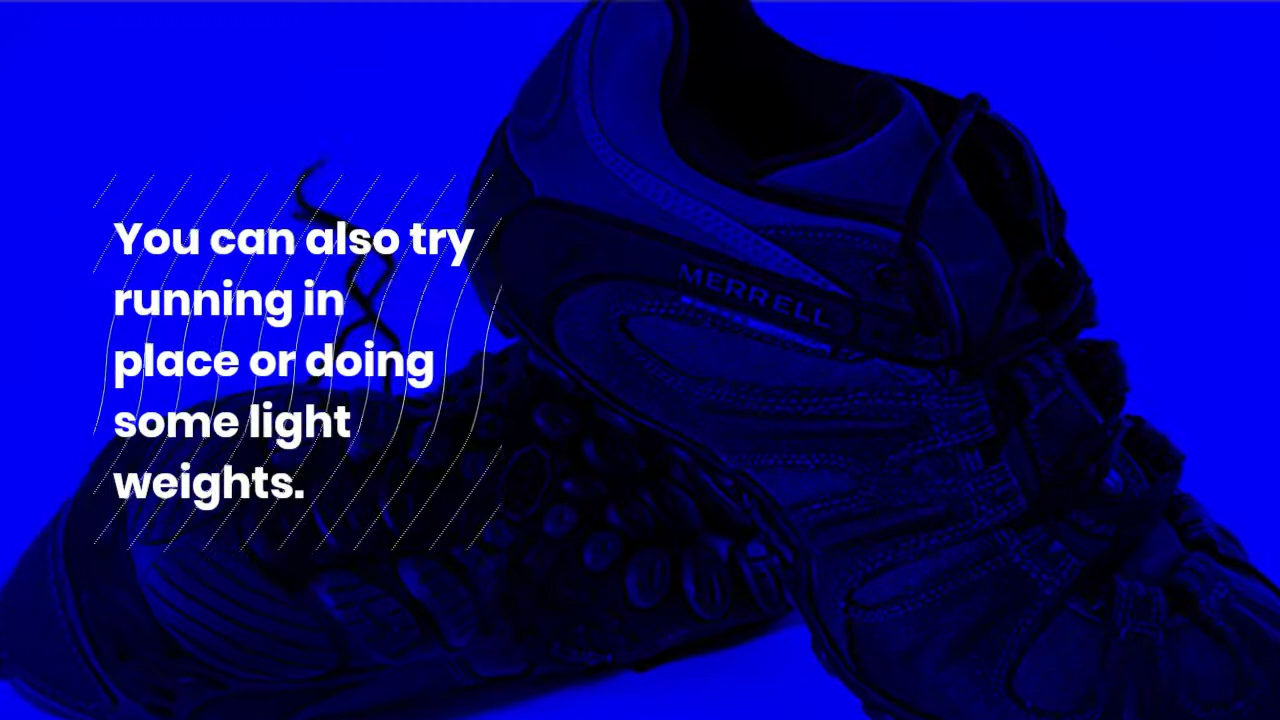 You can also try
running in
place or doing
some light
weights.
MERRELL